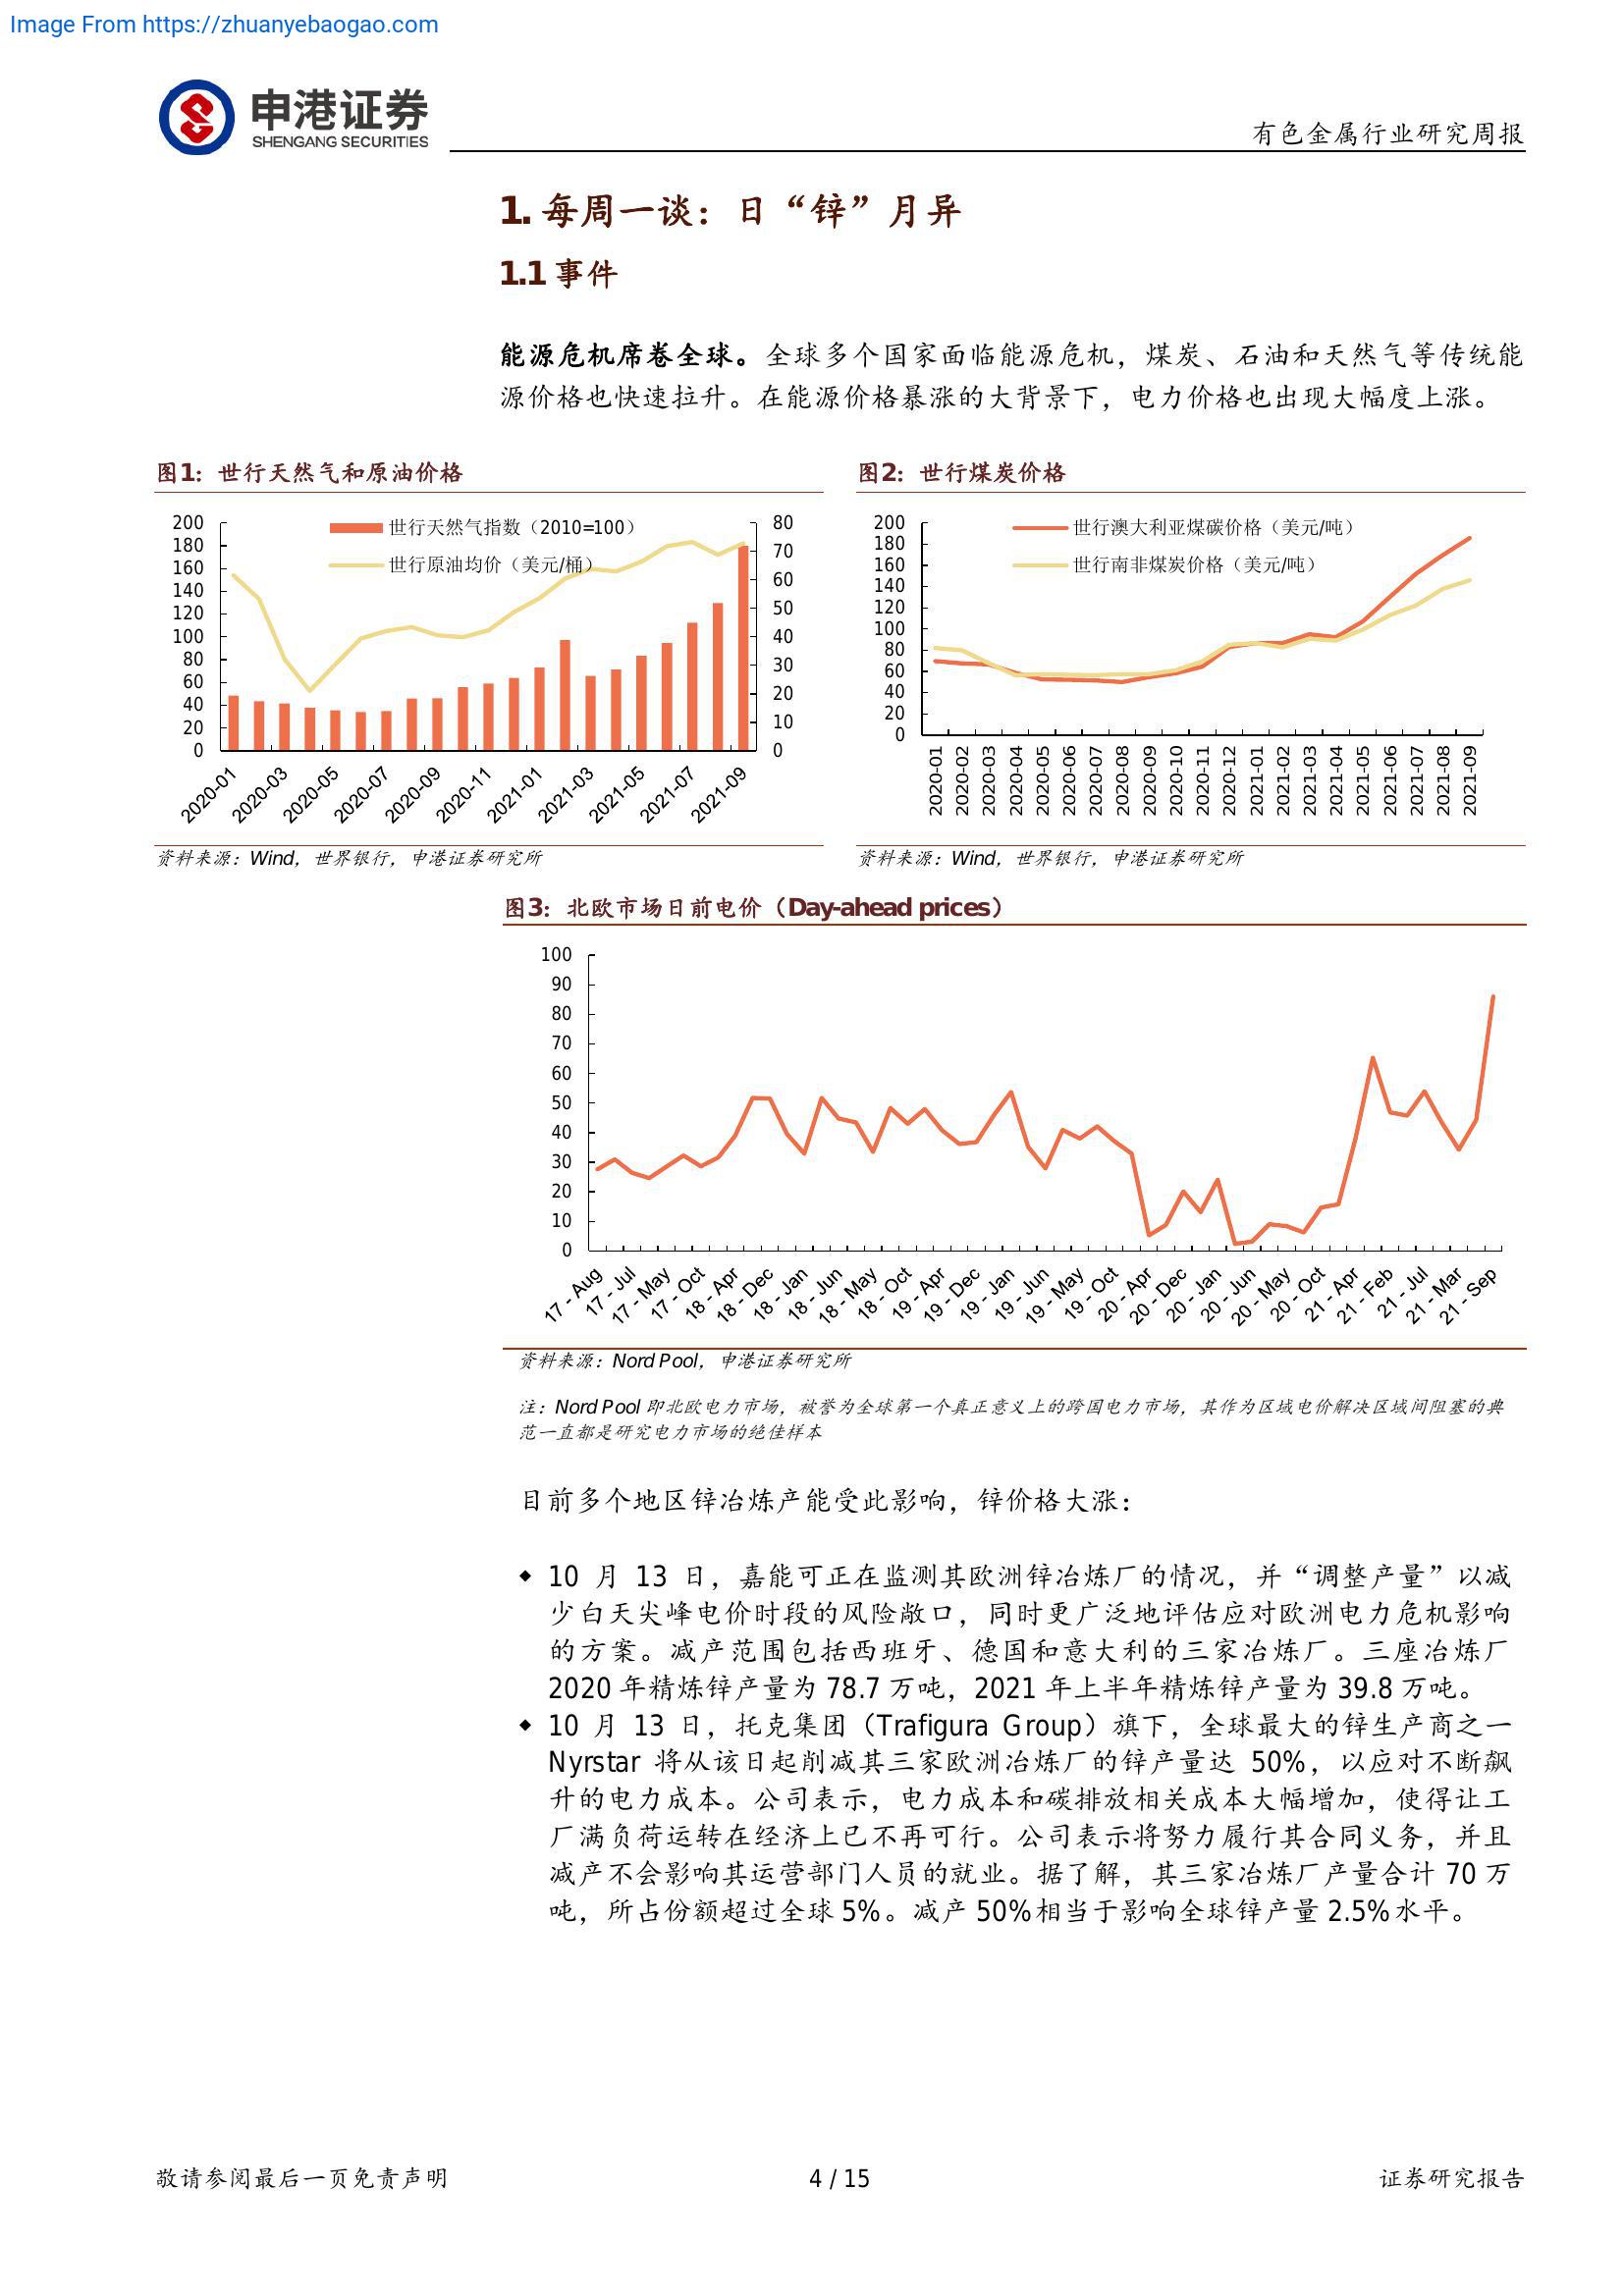 Image From https://zhuanyebaogao.com
申港证券
SHENGANG SECURITIES
有色金属行业研究周报
1. 每周一谈：日“锌”月异
1.1 事件
能源危机席卷全球。全球多个国家面临能源危机，煤炭、石油和天然气等传统能
源价格也快速拉升。在能源价格暴涨的大背景下，电力价格也出现大幅度上涨。
图1：世行天然气和原油价格
世行天然气指数（2010=100）
世行原油均价（美元/桶）
200
180
160
140
120
100
80
60
40
20
0
80
70
60
50
40
30
20
10
0
2020-01
2020-03
2020-05
2020-07
2020-09
2020-11
2021-01
2021-03
2021-05
2021-07
2021-09
资料来源：Wind，世界银行，申港证券研究所
图2：世行煤炭价格
世行澳大利亚煤碳价格（美元/吨）
世行南非煤炭价格（美元/吨）
200
180
160
140
120
100
80
60
40
20
0
2020-01
2020-02
2020-03
2020-04
2020-05
2020-06
2020-07
2020-08
2020-09
2020-10
2020-11
2020-12
2021-01
2021-02
2021-03
2021-04
2021-05
2021-06
2021-07
2021-08
2021-09
资料来源：Wind，世界银行，申港证券研究所
图3：北欧市场日前电价（Day-ahead prices）
100
90
80
70
60
50
40
30
20
10
0
17 - Aug
17 - Jul
17 - May
17 - Oct
18 - Apr
18 - Dec
18 - Jan
18 - Jun
18 - May
18 - Oct
19 - Apr
19 - Dec
19 - Jan
19 - Jun
19 - May
19 - Oct
20 - Apr
20 - Dec
20 - Jan
20 - Jun
20 - May
20 - Oct
21 - Apr
21 - Feb
21 - Jul
21 - Mar
21 - Sep
资料来源：Nord Pool，申港证券研究所
注：Nord Pool 即北欧电力市场，被誉为全球第一个真正意义上的跨国电力市场，其作为区域电价解决区域间阻塞的典
范一直都是研究电力市场的绝佳样本
目前多个地区锌冶炼产能受此影响，锌价格大涨：
◆ 10 月 13 日，嘉能可正在监测其欧洲锌冶炼厂的情况，并“调整产量”以减
少白天尖峰电价时段的风险敞口，同时更广泛地评估应对欧洲电力危机影响
的方案。减产范围包括西班牙、德国和意大利的三家冶炼厂。三座冶炼厂
2020 年精炼锌产量为 78.7 万吨，2021 年上半年精炼锌产量为 39.8 万吨。
◆ 10 月 13 日，托克集团（Trafigura Group）旗下，全球最大的锌生产商之一
Nyrstar 将从该日起削减其三家欧洲冶炼厂的锌产量达 50%，以应对不断飙
升的电力成本。公司表示，电力成本和碳排放相关成本大幅增加，使得让工
厂满负荷运转在经济上已不再可行。公司表示将努力履行其合同义务，并且
减产不会影响其运营部门人员的就业。据了解，其三家冶炼厂产量合计 70 万
吨，所占份额超过全球 5%。减产 50%相当于影响全球锌产量 2.5%水平。
敬请参阅最后一页免责声明
4 / 15
证券研究报告